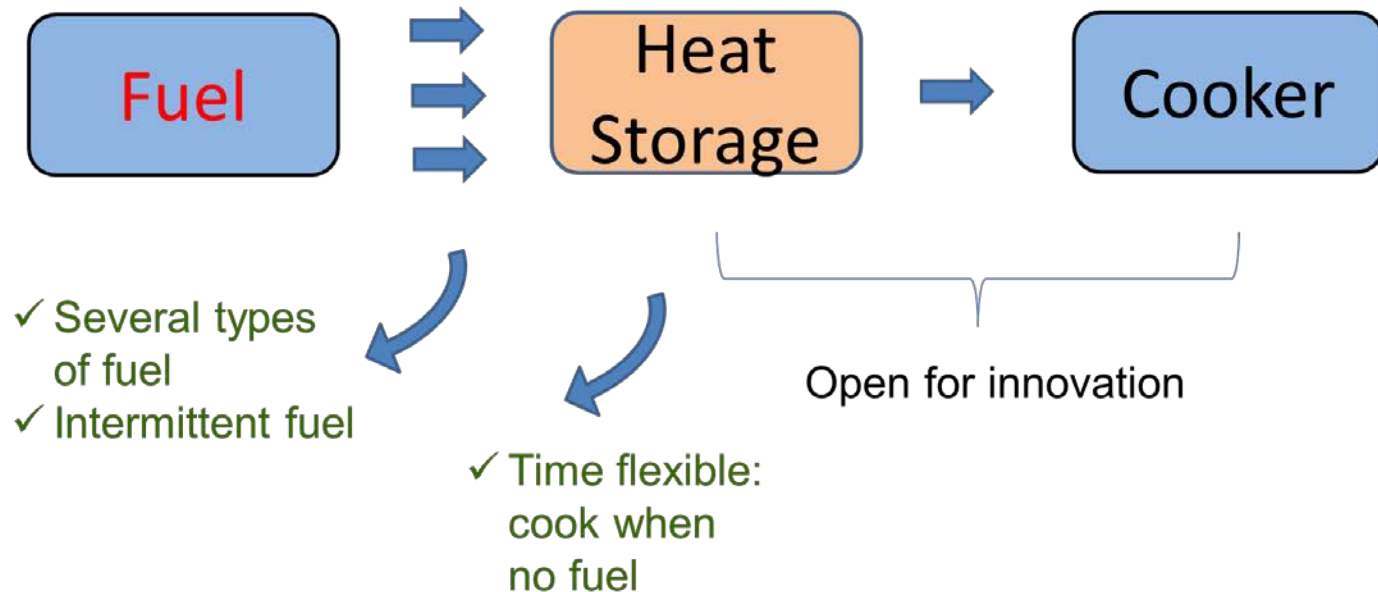 Fuel
Heat
Storage
Cooker
✓ Several types
of fuel
✓ Intermittent fuel
✓ Time flexible:
cook when
no fuel
Open for innovation